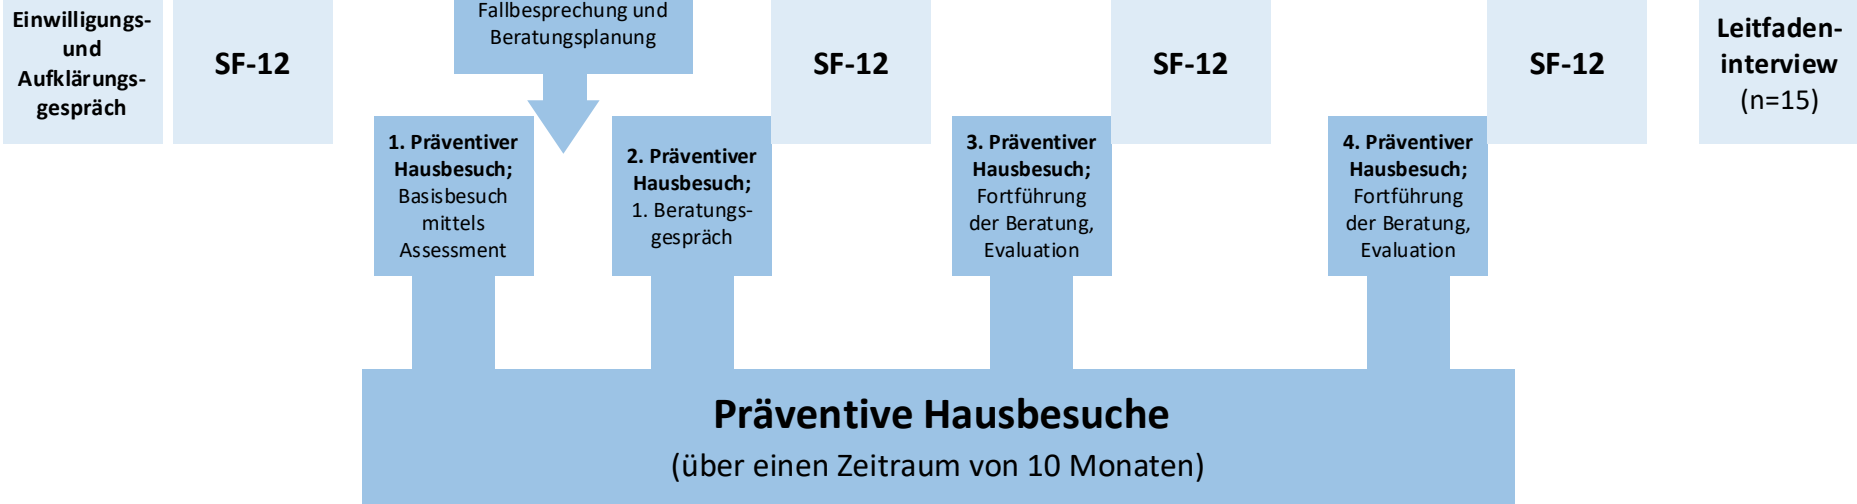 Einwilligungs-
und
Aufklärungs-
gespräch
SF-12
Fallbesprechung und
Beratungsplanung
SF-12
SF-12
SF-12
Leitfaden-
interview
(n=15)
1. Präventiver
Hausbesuch;
Basisbesuch
mittels
Assessment
2. Präventiver
Hausbesuch;
1. Beratungs-
gespräch
3. Präventiver
Hausbesuch;
Fortführung
der Beratung,
Evaluation
4. Präventiver
Hausbesuch;
Fortführung
der Beratung,
Evaluation
Präventive Hausbesuche
(über einen Zeitraum von 10 Monaten)